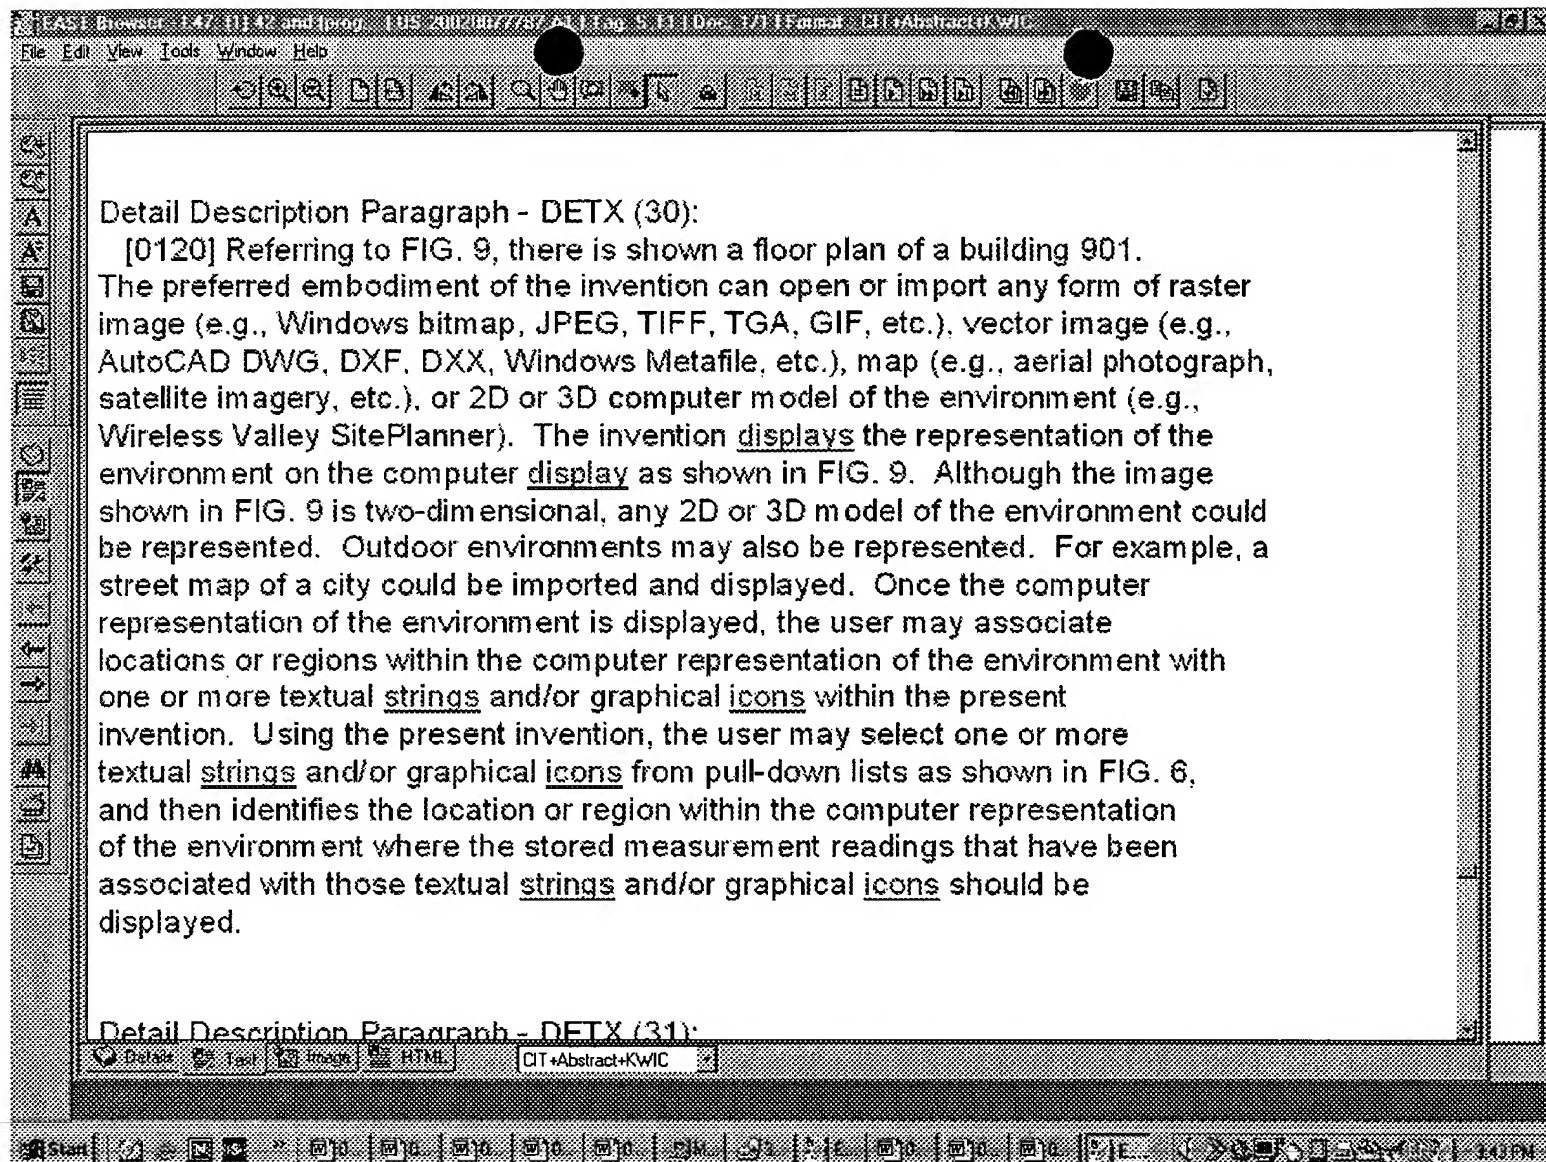 EAST Browser
File Edit View Tools Window Help
Detail Description Paragraph - DETX (30):
[0120] Referring to FIG. 9, there is shown a floor plan of a building 901.
The preferred embodiment of the invention can open or import any form of raster
image (e.g., Windows bitmap, JPEG, TIFF, TGA, GIF, etc.), vector image (e.g.,
AutoCAD DWG, DXF, DXX, Windows Metafile, etc.), map (e.g., aerial photograph,
satellite imagery, etc.), or 2D or 3D computer model of the environment (e.g.,
Wireless Valley SitePlanner).  The invention displays the representation of the
environment on the computer display as shown in FIG. 9.  Although the image
shown in FIG. 9 is two-dimensional, any 2D or 3D model of the environment could
be represented.  Outdoor environments may also be represented.  For example, a
street map of a city could be imported and displayed.  Once the computer
representation of the environment is displayed, the user may associate
locations or regions within the computer representation of the environment with
one or more textual strings and/or graphical icons within the present
invention.  Using the present invention, the user may select one or more
textual strings and/or graphical icons from pull-down lists as shown in FIG. 6,
and then identifies the location or region within the computer representation
of the environment where the stored measurement readings that have been
associated with those textual strings and/or graphical icons should be
displayed.
Detail Description Paragraph - DETX (31):
Details Text Image HTML CIT+Abstract+KWIC
Start 3:43 PM